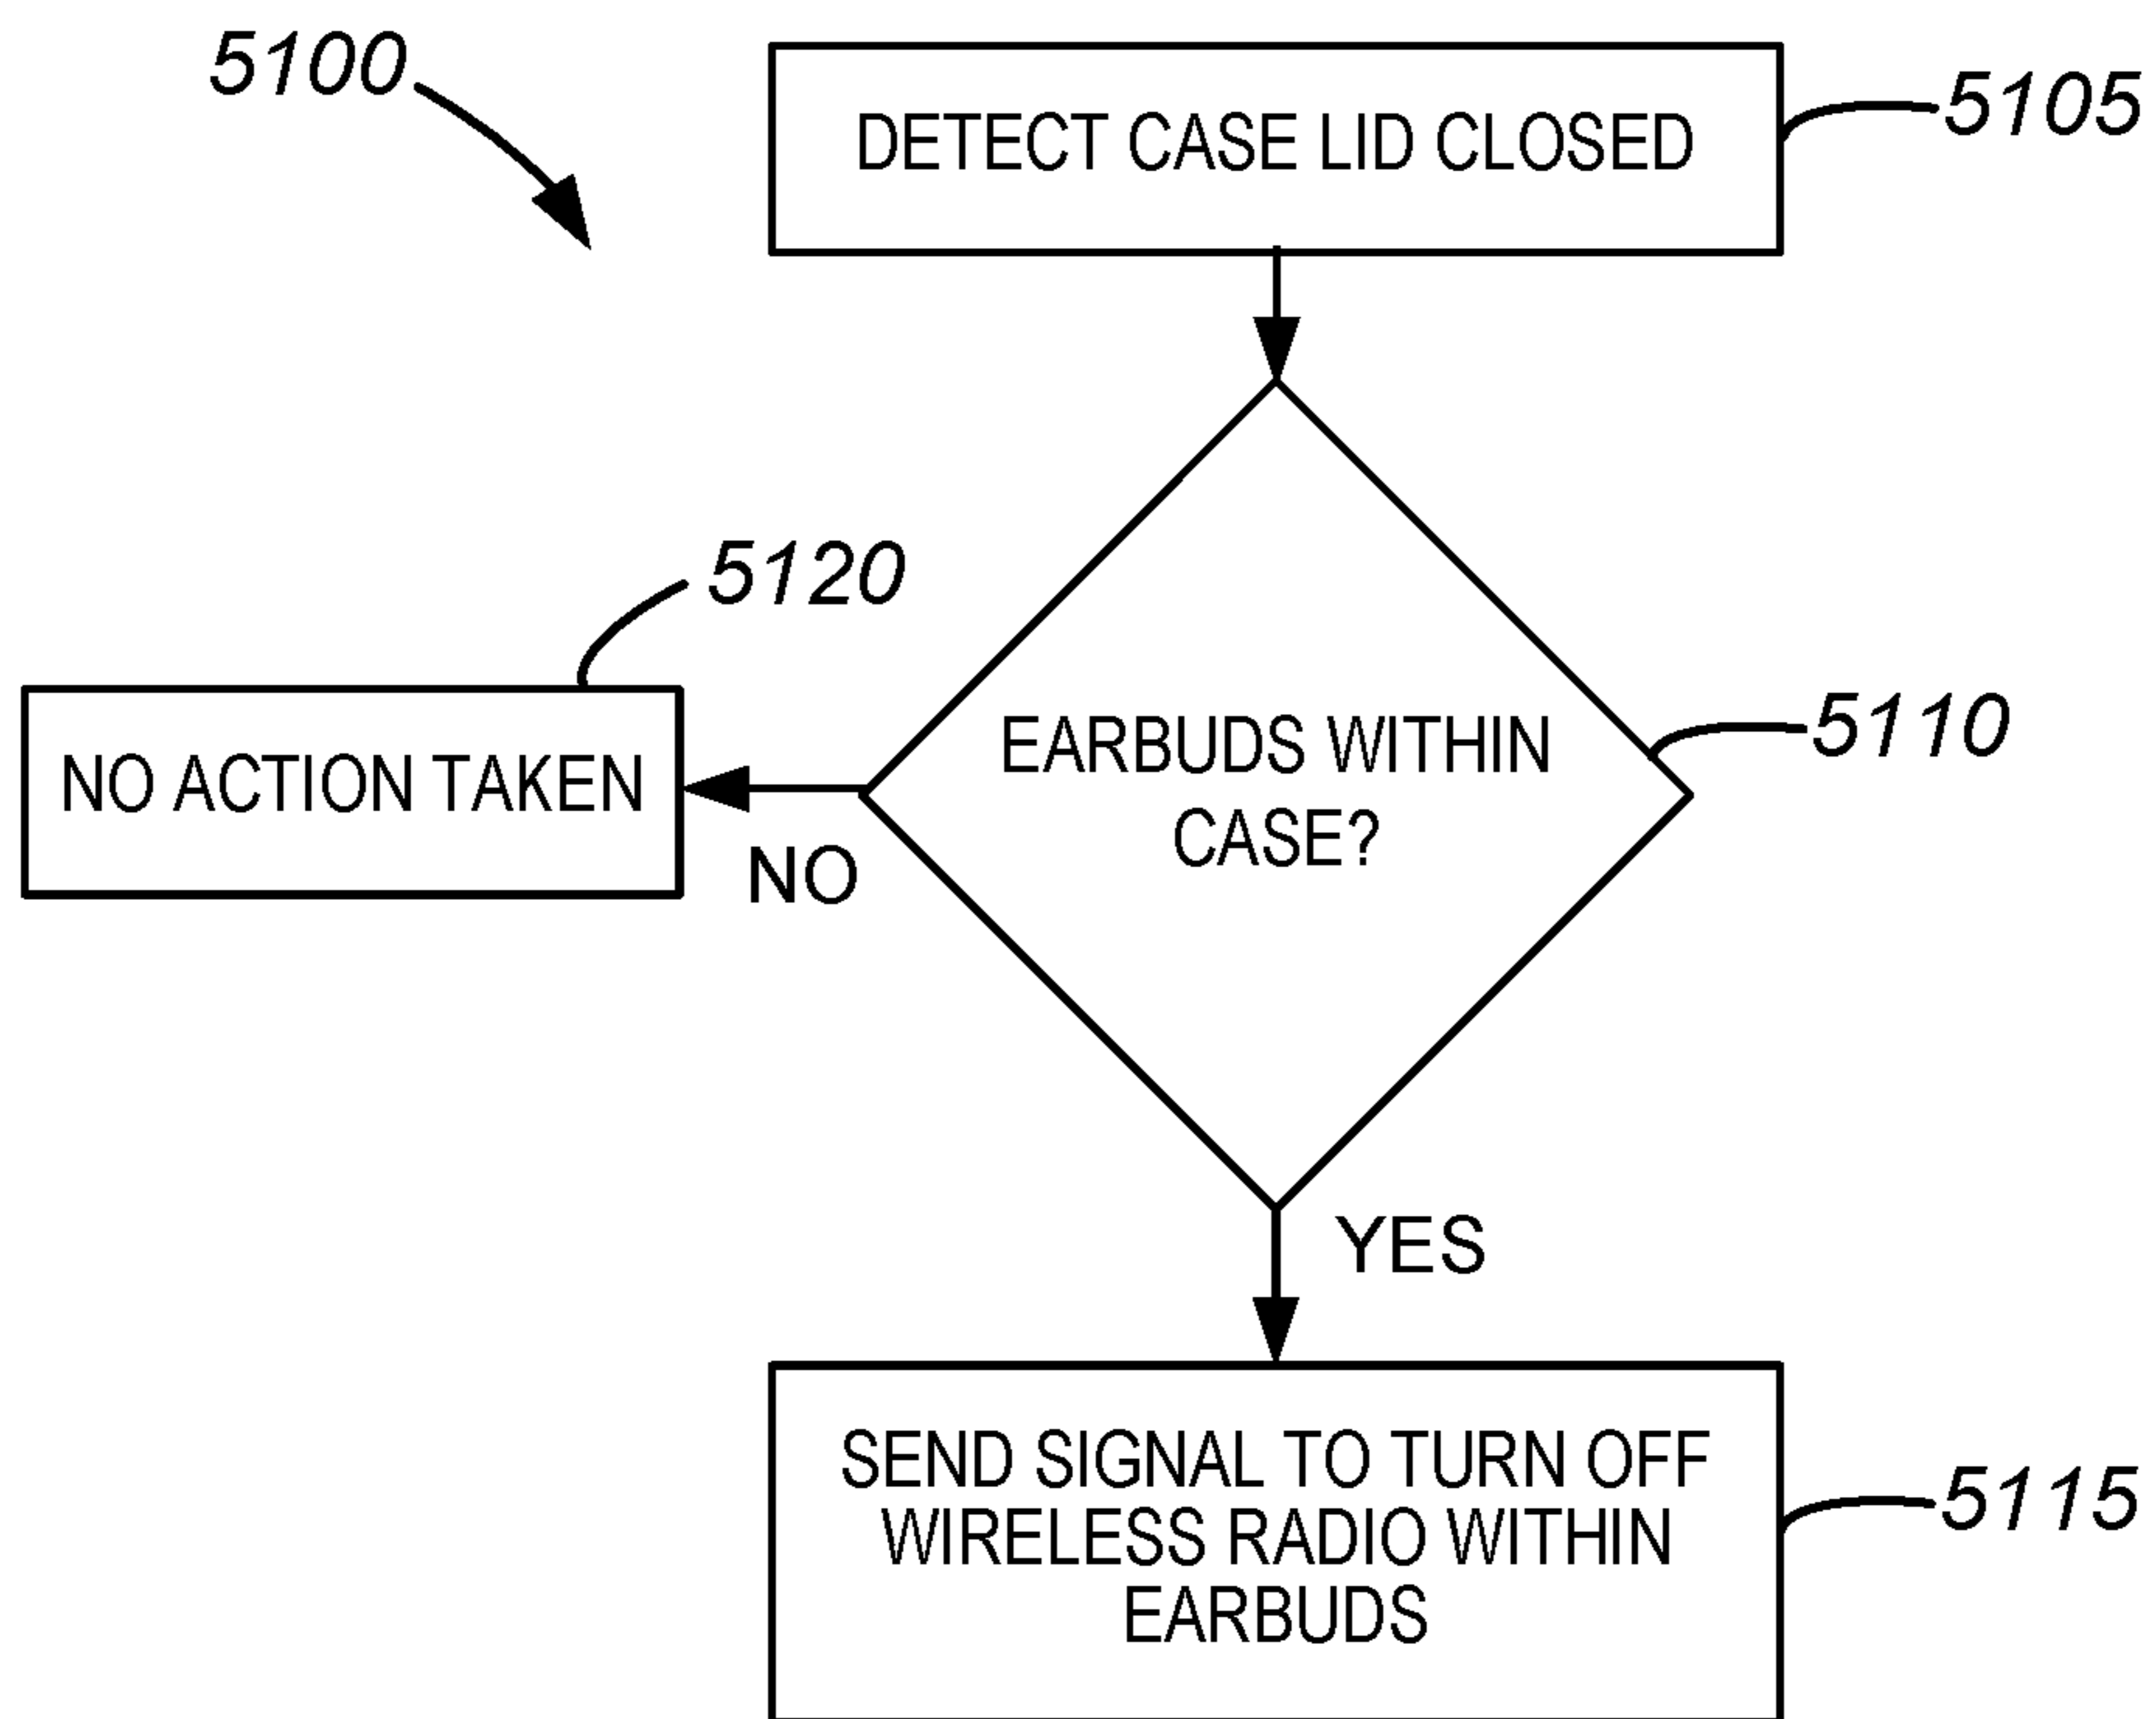 5100
DETECT CASE LID CLOSED
5105
5120
EARBUDS WITHIN
CASE?
5110
NO ACTION TAKEN
NO
YES
SEND SIGNAL TO TURN OFF
WIRELESS RADIO WITHIN
EARBUDS
5115